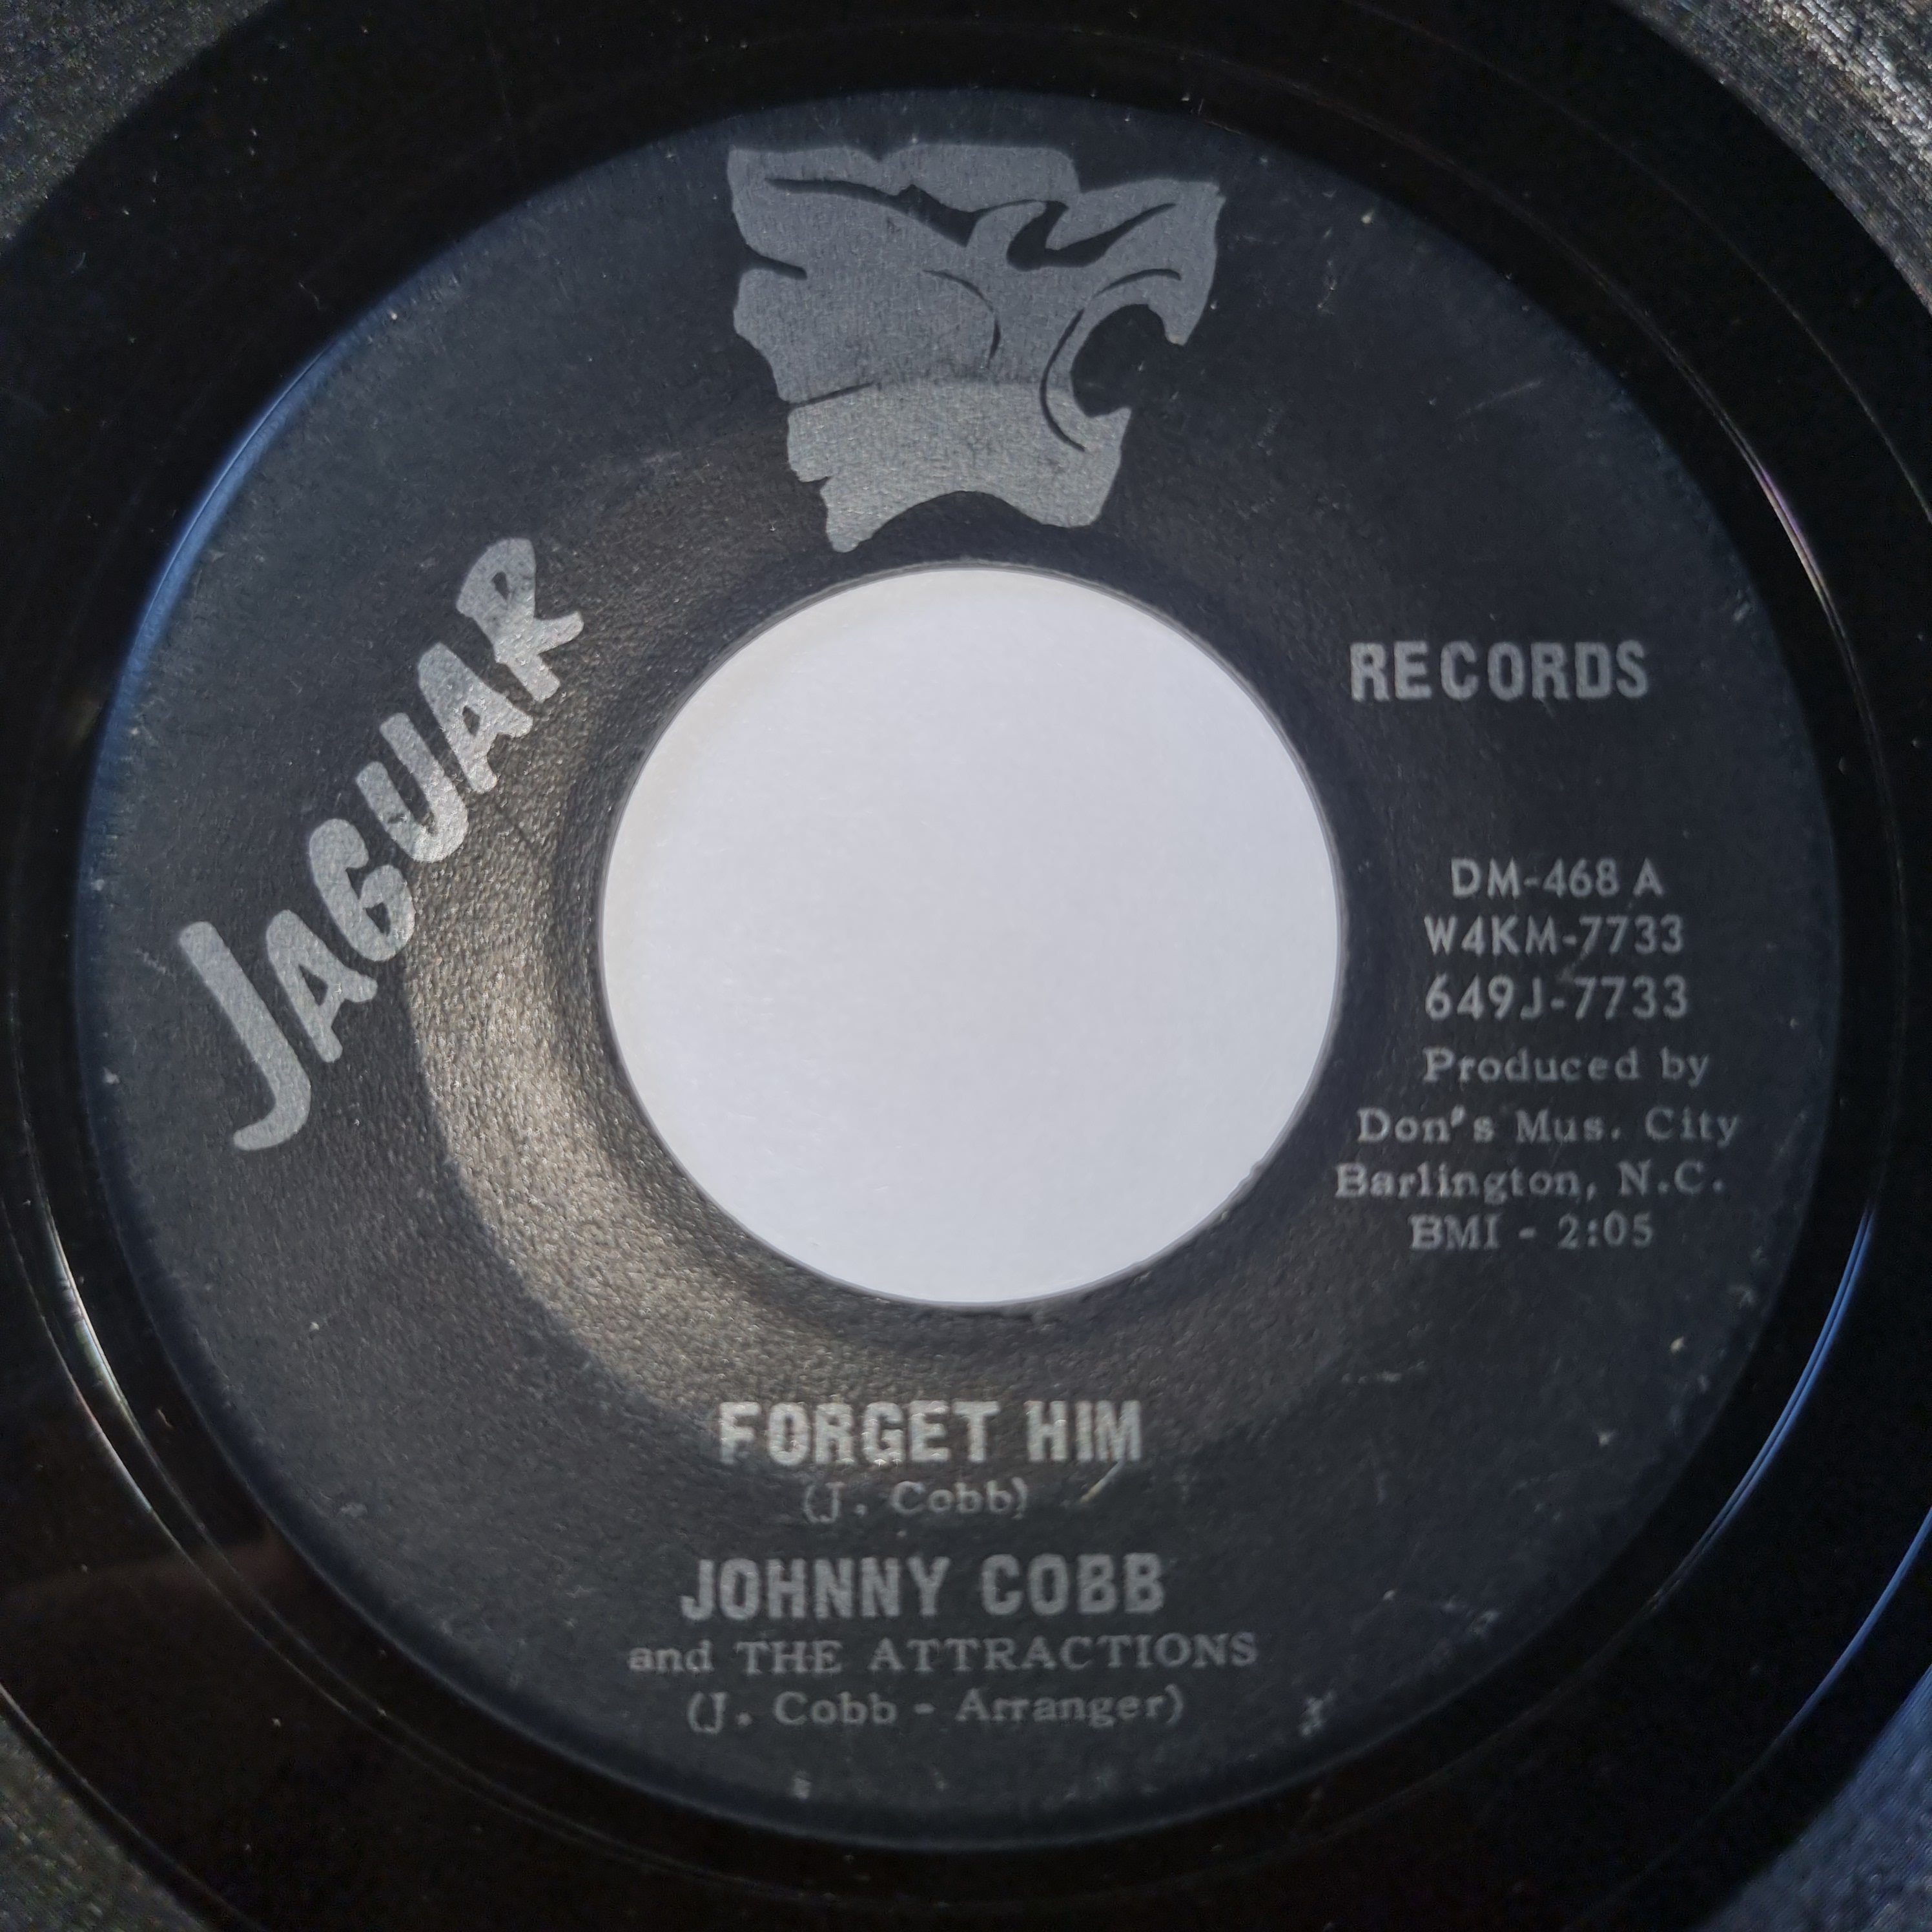 JAGUAR
RECORDS
DM-468 A
W4KM-7733
649J-7733
Produced by
Don's Mus. City
Barlington, N.C.
BMI - 2:05
FORGET HIM
(J. Cobb)
JOHNNY COBB
and THE ATTRACTIONS
(J. Cobb - Arranger)